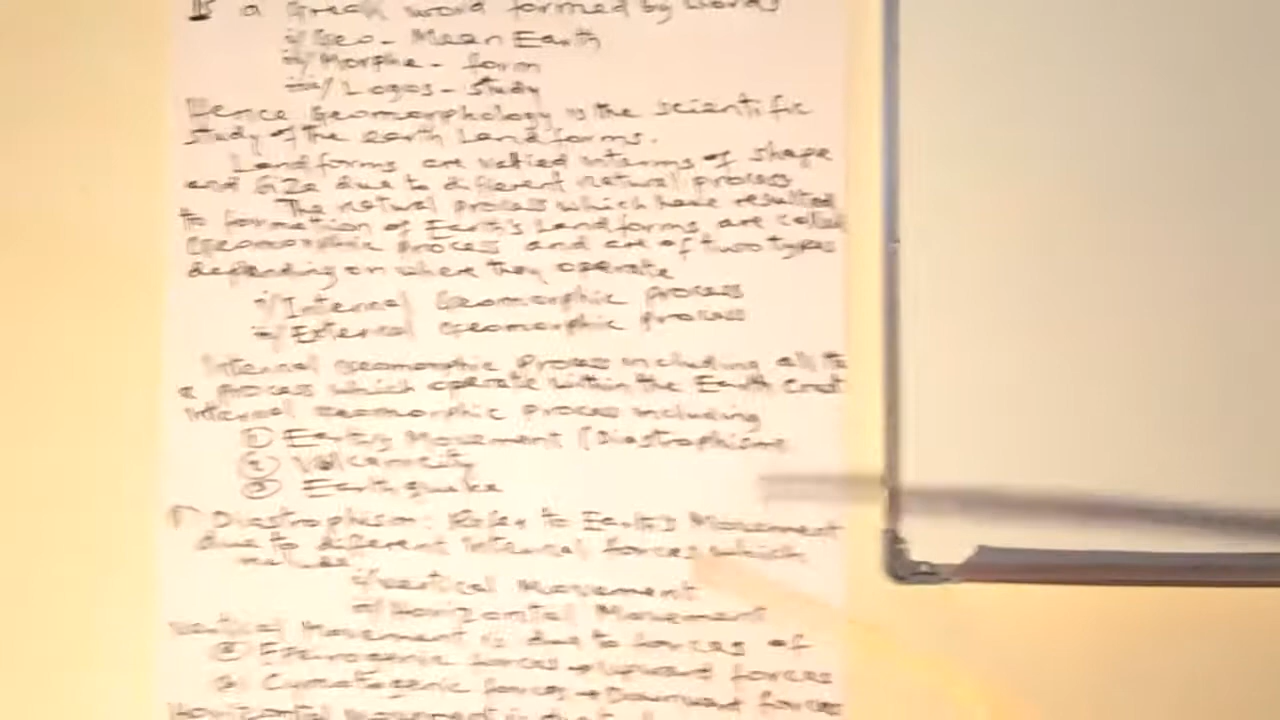 Is a Greek word formed by words
i/ Geo - Mean Earth
ii/ Morphe - form
iii/ Logos - study
Hence Geomorphology is the scientific
study of the earth Landforms.
Landforms are varied interms of shape
and Size due to different natural process
The natural process which have resulted
to formation of Earth's Landforms are called
Geomorphic process and are of two types
depending on where they operate
i/ Internal Geomorphic process
ii/ External Geomorphic process
Internal Geomorphic Process including all
process which operate within the Earth Crust
Internal Geomorphic process including
① Earth's Movement (Diastrophism
② Volcanicity
③ Earthquake
Diastrophism: Refer to Earth's Movement
due to different internal forces which
i/ vertical Movement
ii/ Horizontal Movement
vertical Movement is due to forces of
forces → forces
Cymatogenic forces → Downward forces
Horizontal movement is